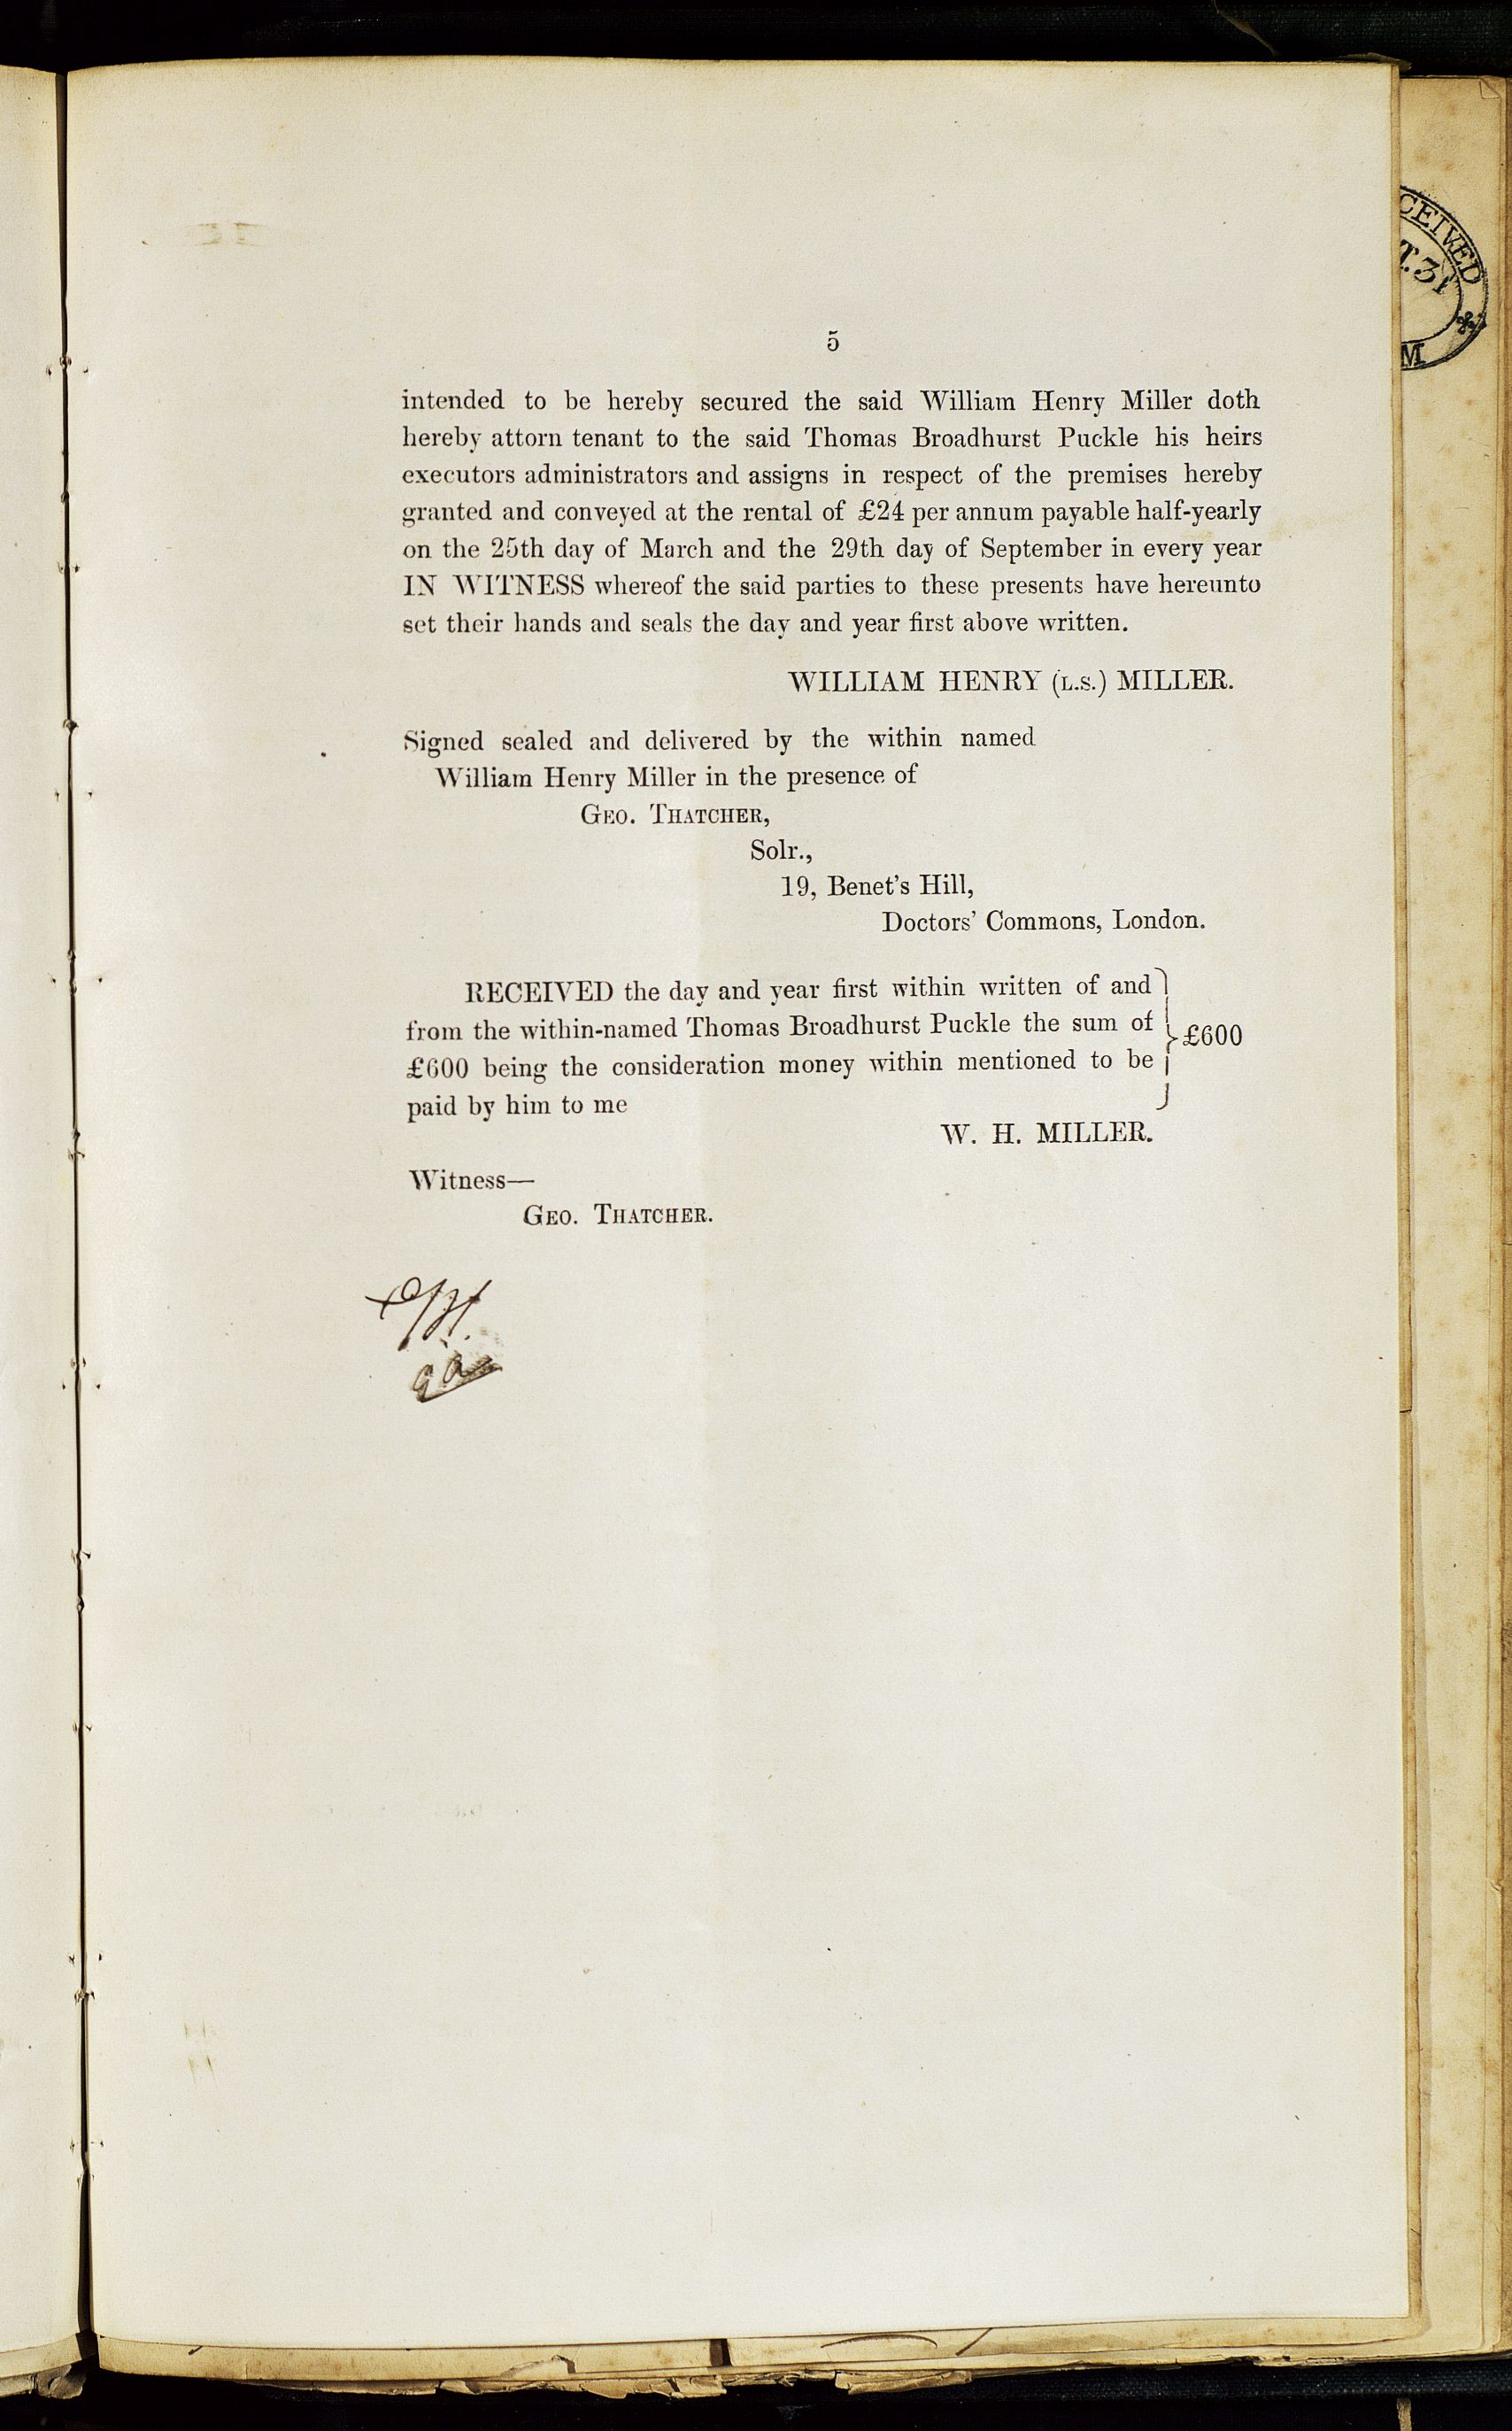 5
intended to be hereby secured the said William Henry Miller doth
hereby attorn tenant to the said Thomas Broadhurst Puckle his heirs
executors administrators and assigns in respect of the premises hereby
granted and conveyed at the rental of £24 per annum payable half-yearly
on the 25th day of March and the 29th day of September in every year
IN WITNESS whereof the said parties to these presents have hereunto
set their hands and seals the day and year first above written.
WILLIAM HENRY (L.S.) MILLER.
Signed sealed and delivered by the within named
William Henry Miller in the presence of
GEO. THATCHER,
Solr.,
19, Benet's Hill,
Doctors' Commons, London.
RECEIVED the day and year first within written of and
from the within-named Thomas Broadhurst Puckle the sum of
£600 being the consideration money within mentioned to be
paid by him to me
£600
W. H. MILLER.
Witness—
GEO. THATCHER.
CEIVED
T.31
M